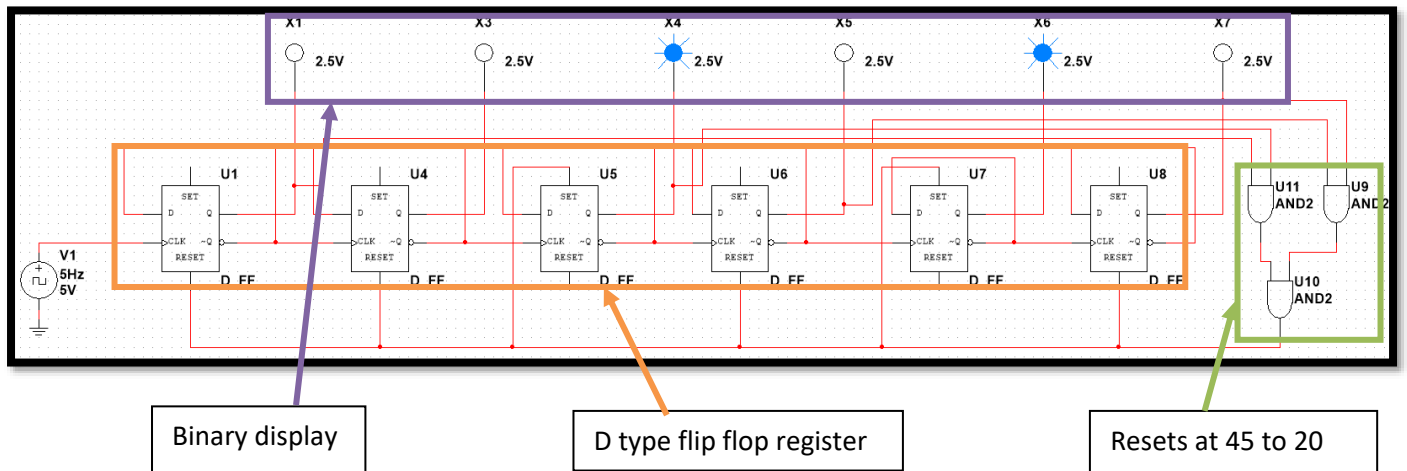 X1 X3 X4 X5 X6 X7
2.5V 2.5V 2.5V 2.5V 2.5V 2.5V
U1 U4 U5 U6 U7 U8
SET SET SET SET SET SET
D Q D Q D Q D Q D Q D Q
CLK ~Q CLK ~Q CLK ~Q CLK ~Q CLK ~Q CLK ~Q
RESET RESET RESET RESET RESET RESET
D_FF D_FF D_FF D_FF D_FF D_FF
U11 U9
AND2 AND2
U10
AND2
V1
5Hz
5V
Binary display
D type flip flop register
Resets at 45 to 20